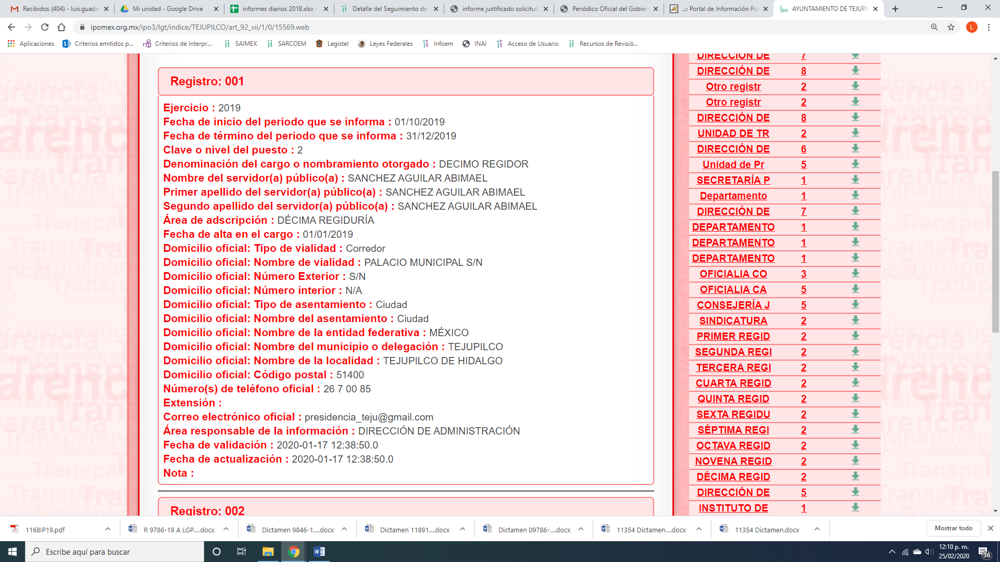 Recibidos (404) - luis.guada
Mi unidad - Google Drive
informes diarios 2018.xlsx -
Detalle del Seguimiento de
informe justificado solicitud
Periódico Oficial del Gobier
..:: Portal de Información Pú
AYUNTAMIENTO DE TEJUPI
ipomex.org.mx/ipo3/lgt/indice/TEJUPILCO/art_92_vii/1/0/15569.web
L
Aplicaciones
Criterios emitidos p...
Criterios de Interpr...
SAIMEX
SARCOEM
Legistel
Leyes Federales
Infoem
INAI
Acceso de Usuario
Recursos de Revisió...
Registro: 001
Ejercicio : 2019
Fecha de inicio del periodo que se informa : 01/10/2019
Fecha de término del periodo que se informa : 31/12/2019
Clave o nivel del puesto : 2
Denominación del cargo o nombramiento otorgado : DECIMO REGIDOR
Nombre del servidor(a) público(a) : SANCHEZ AGUILAR ABIMAEL
Primer apellido del servidor(a) público(a) : SANCHEZ AGUILAR ABIMAEL
Segundo apellido del servidor(a) público(a) : SANCHEZ AGUILAR ABIMAEL
Área de adscripción : DÉCIMA REGIDURÍA
Fecha de alta en el cargo : 01/01/2019
Domicilio oficial: Tipo de vialidad : Corredor
Domicilio oficial: Nombre de vialidad : PALACIO MUNICIPAL S/N
Domicilio oficial: Número Exterior : S/N
Domicilio oficial: Número interior : N/A
Domicilio oficial: Tipo de asentamiento : Ciudad
Domicilio oficial: Nombre del asentamiento : Ciudad
Domicilio oficial: Nombre de la entidad federativa : MÉXICO
Domicilio oficial: Nombre del municipio o delegación : TEJUPILCO
Domicilio oficial: Nombre de la localidad : TEJUPILCO DE HIDALGO
Domicilio oficial: Código postal : 51400
Número(s) de teléfono oficial : 26 7 00 85
Extensión :
Correo electrónico oficial : presidencia_teju@gmail.com
Área responsable de la información : DIRECCIÓN DE ADMINISTRACIÓN
Fecha de validación : 2020-01-17 12:38:50.0
Fecha de actualización : 2020-01-17 12:38:50.0
Nota :
Registro: 002
DIRECCIÓN DE 7
DIRECCIÓN DE 8
Otro registr 2
Otro registr 2
DIRECCIÓN DE 8
UNIDAD DE TR 2
DIRECCIÓN DE 6
Unidad de Pr 5
SECRETARÍA P 1
Departamento 1
DIRECCIÓN DE 7
DEPARTAMENTO 1
DEPARTAMENTO 1
DEPARTAMENTO 1
OFICIALIA CO 3
OFICIALIA CA 5
CONSEJERÍA J 5
SINDICATURA 2
PRIMER REGID 2
SEGUNDA REGI 2
TERCERA REGI 2
CUARTA REGID 2
QUINTA REGID 2
SEXTA REGIDU 2
SÉPTIMA REGI 2
OCTAVA REGID 2
NOVENA REGID 2
DÉCIMA REGID 2
DIRECCIÓN DE 5
INSTITUTO DE 1
1168IP19.pdf
R 9786-19 A LGP....docx
Dictamen 9846-1....docx
Dictamen 11891....docx
Dictamen 09786-....docx
11354 Dictamen....docx
11354 Dictamen.docx
Mostrar todo
Escribe aquí para buscar
12:10 p. m.
25/02/2020
36